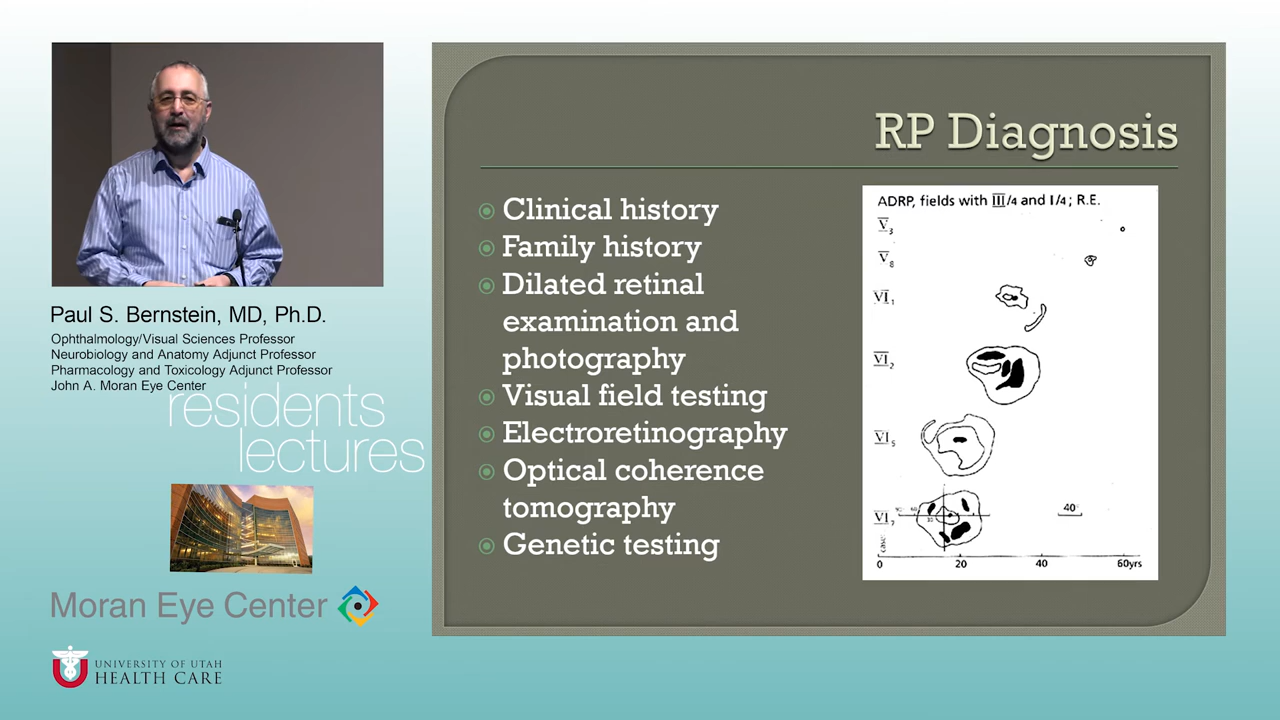 Paul S. Bernstein, MD, Ph.D.
Ophthalmology/Visual Sciences Professor
Neurobiology and Anatomy Adjunct Professor
Pharmacology and Toxocology Adjunct Professor
John A. Moran Eye Center
residents
lectures
Moran Eye Center
UNIVERSITY OF UTAH
HEALTH CARE
RP Diagnosis
Clinical history
Family history
Dilated retinal
examination and
photography
Visual field testing
Electroretinography
Optical coherence
tomography
Genetic testing
ADRP, fields with III/4 and I/4; R.E.
V3
V8
VI1
VI2
VI5
VI7
40°
30
case
0 20 40 60yrs